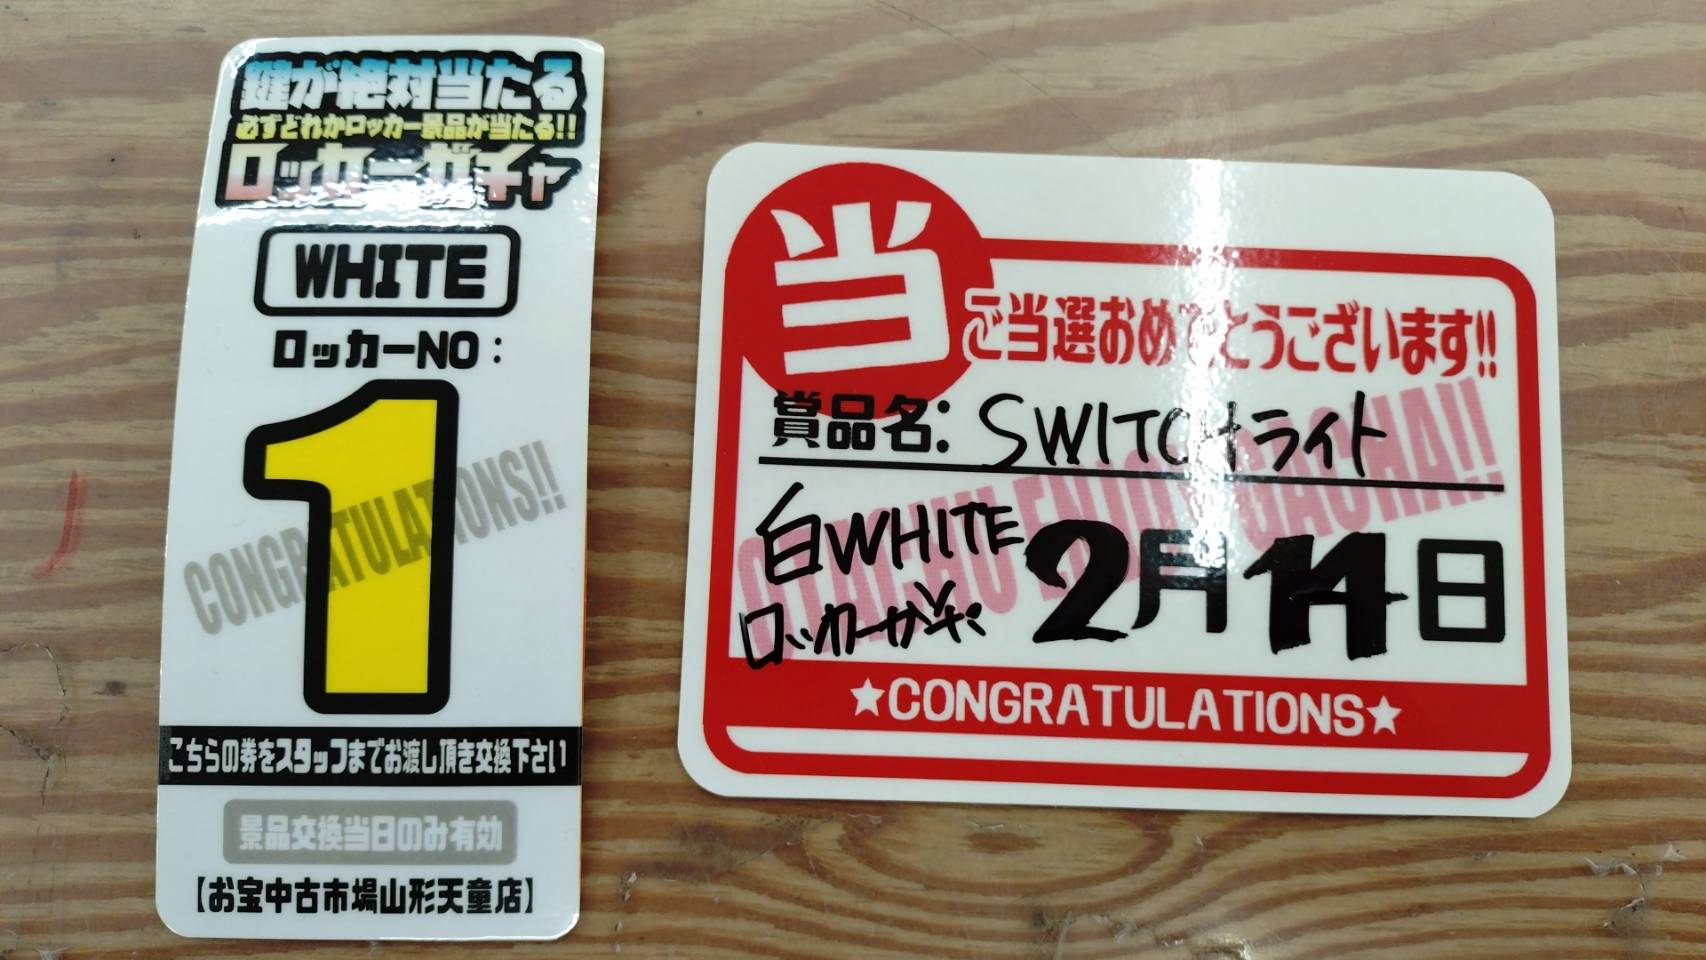 鍵が絶対当たる
必ずどれかロッカー景品が当たる!!
ロッカーガチャ
WHITE
ロッカーNO:
1
CONGRATULATIONS!!
こちらの券をスタッフまでお渡し頂き交換下さい
景品交換当日のみ有効
【お宝中古市場山形天童店】
当
ご当選おめでとうございます!!
賞品名: SWITCHライト
OTACHU ENJOY GACHA!!
白WHITE
ロッカーガチャ
2月14日
★CONGRATULATIONS★